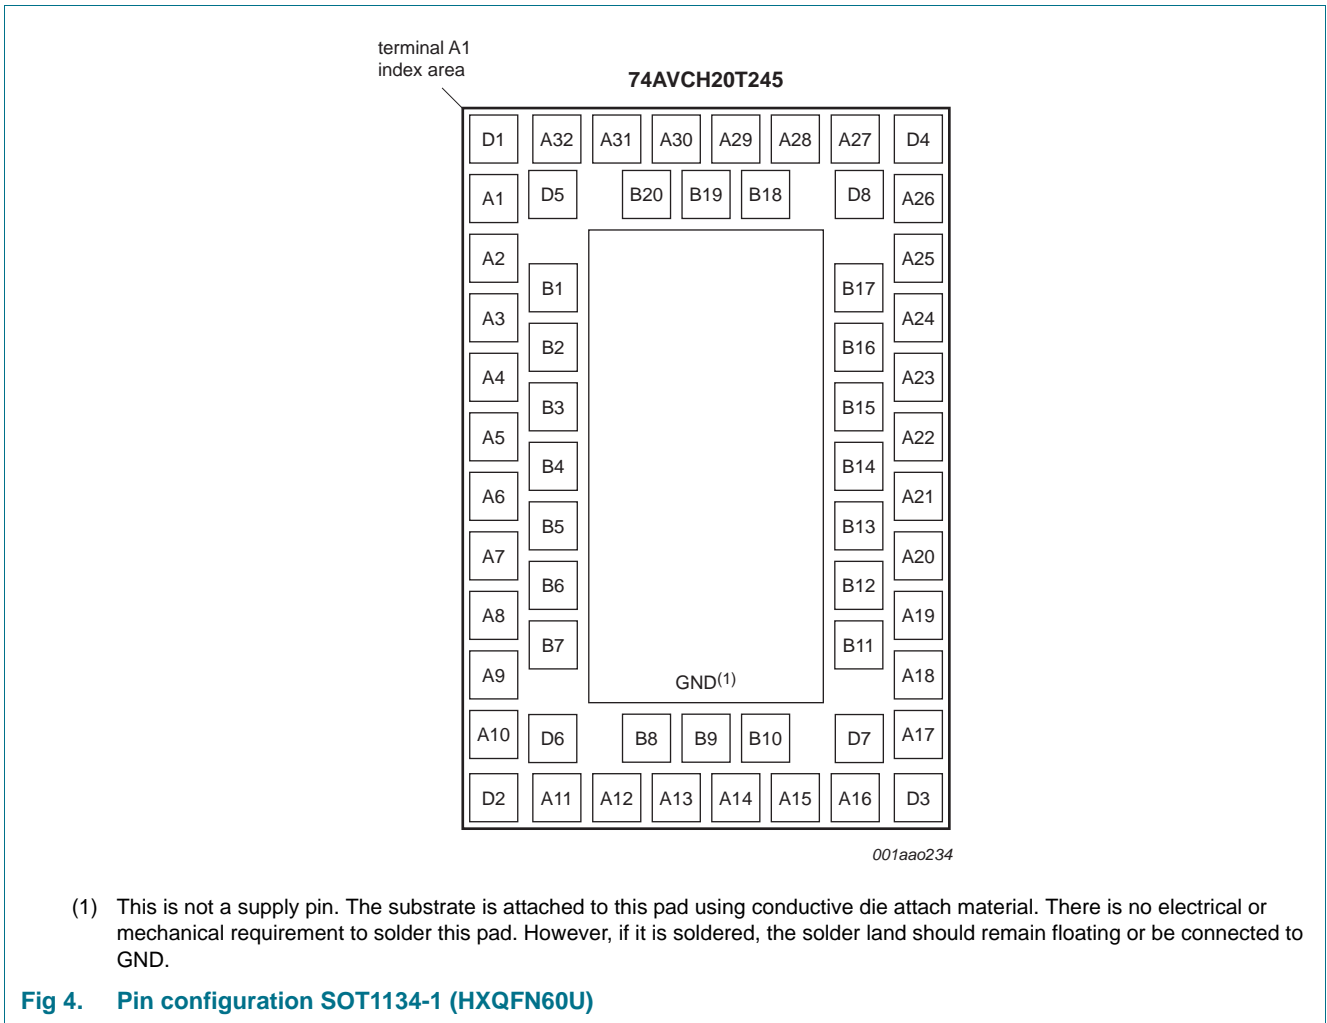 terminal A1
index area
74AVCH20T245
D1 A32 A31 A30 A29 A28 A27 D4
A1 D5 B20 B19 B18 D8 A26
A2 A25
B1 B17
A3 A24
B2 B16
A4 A23
B3 B15
A5 A22
B4 B14
A6 A21
B5 B13
A7 A20
B6 B12
A8 A19
B7 B11
A9 GND(1) A18
A10 D6 B8 B9 B10 D7 A17
D2 A11 A12 A13 A14 A15 A16 D3
001aao234
(1) This is not a supply pin. The substrate is attached to this pad using conductive die attach material. There is no electrical or
mechanical requirement to solder this pad. However, if it is soldered, the solder land should remain floating or be connected to
GND.
Fig 4. Pin configuration SOT1134-1 (HXQFN60U)